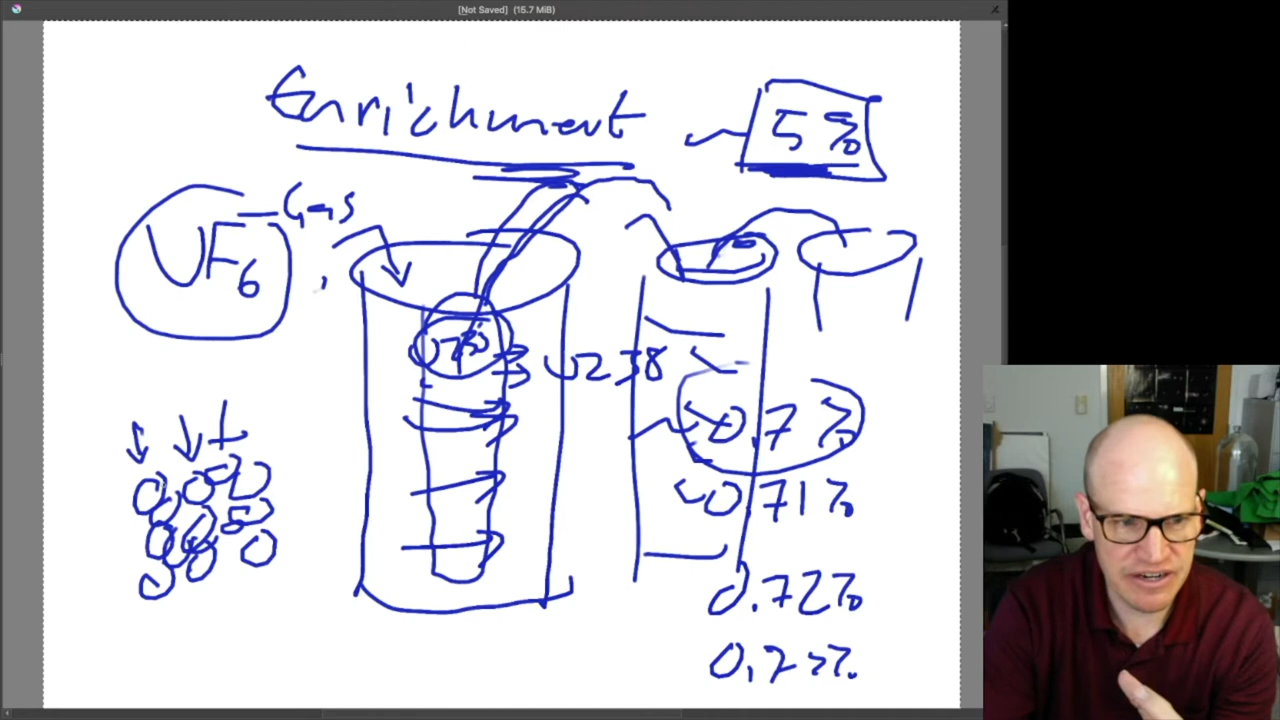 [Not Saved] (15.7 MiB)
Enrichment
5%
UF6
Gas
U238
~0.7%
~0.71%
0.72%